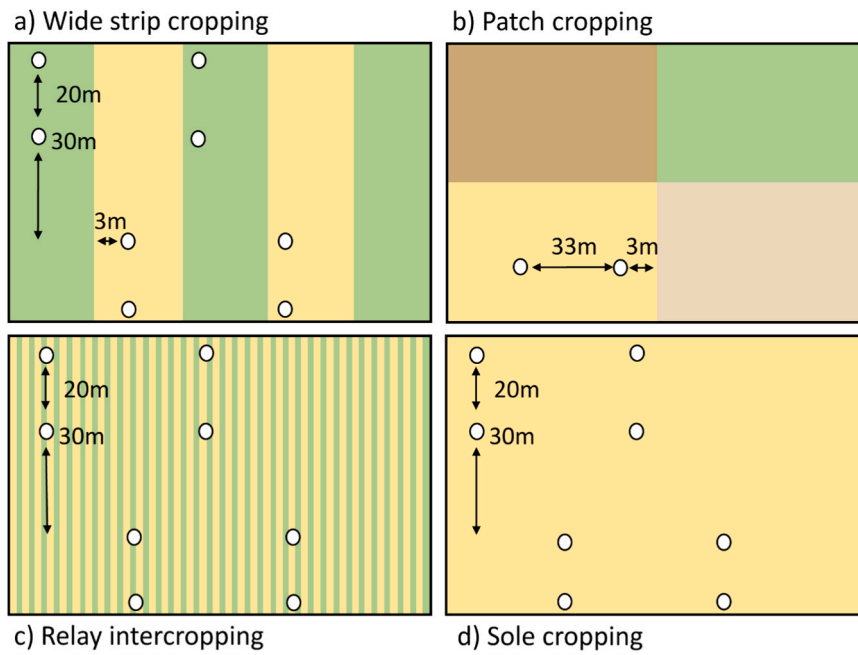 a) Wide strip cropping
b) Patch cropping
20m
30m
3m
33m
3m
20m
30m
20m
30m
c) Relay intercropping
d) Sole cropping